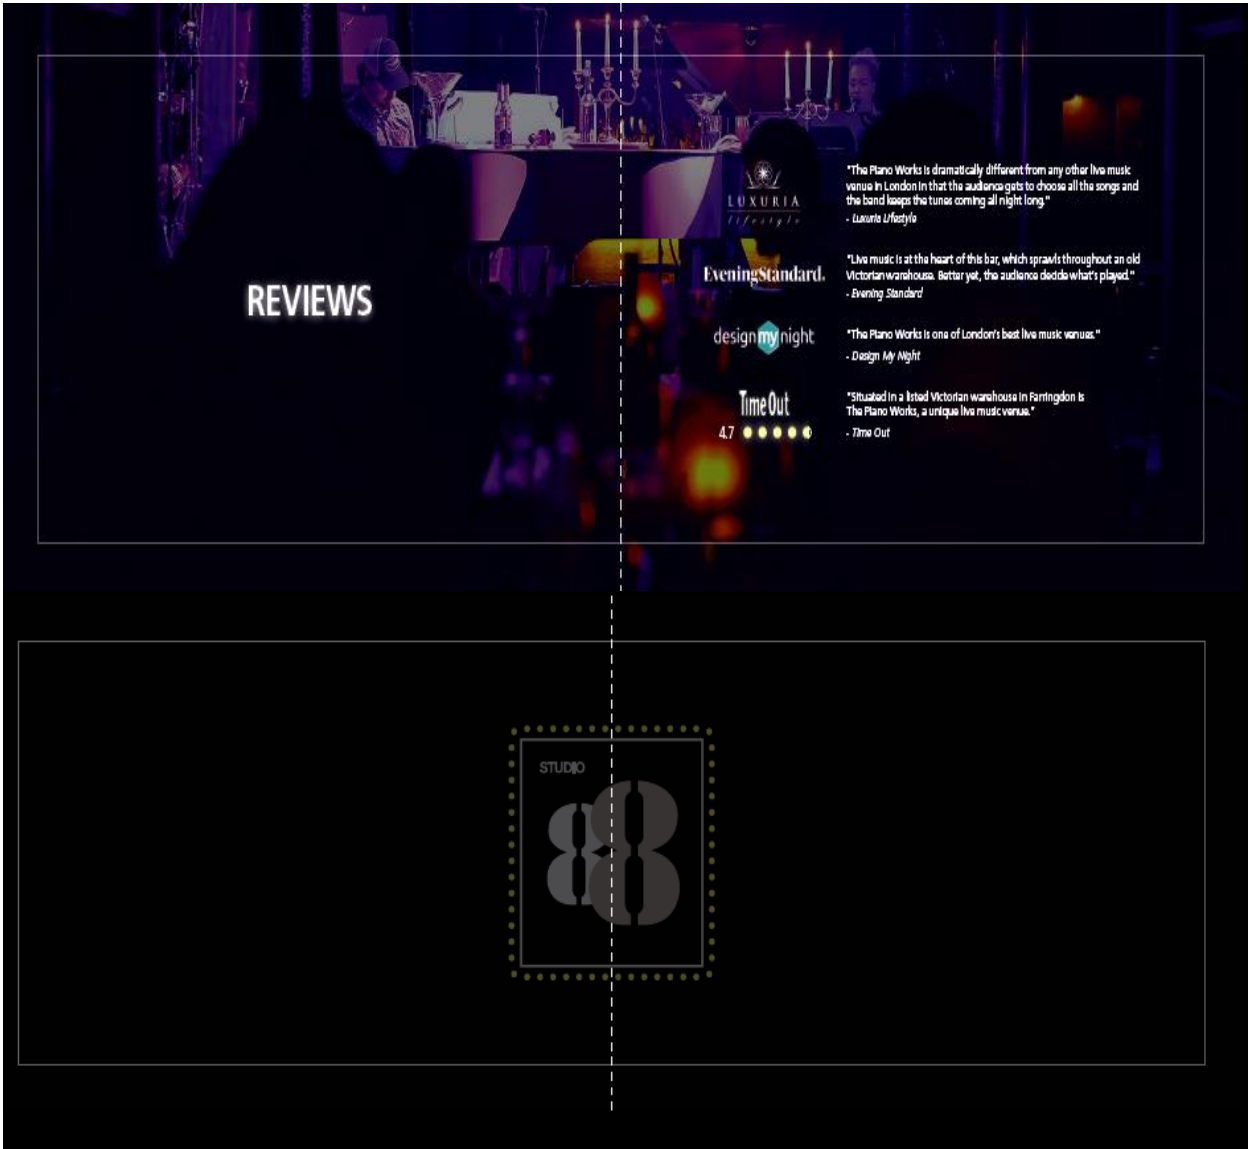 REVIEWS
LUXURIA
lifestyle
"The Piano Works is dramatically different from any other live music
venue in London in that the audience gets to choose all the songs and
the band keeps the tunes coming all night long."
- Luxuria Lifestyle
EveningStandard.
"Live music is at the heart of this bar, which sprawls throughout an old
Victorian warehouse. Better yet, the audience decide what's played."
- Evening Standard
designmynight
"The Piano Works is one of London's best live music venues."
- Design My Night
Time Out
4.7
"Situated in a listed Victorian warehouse in Farringdon is
The Piano Works, a unique live music venue."
- Time Out
STUDIO
88